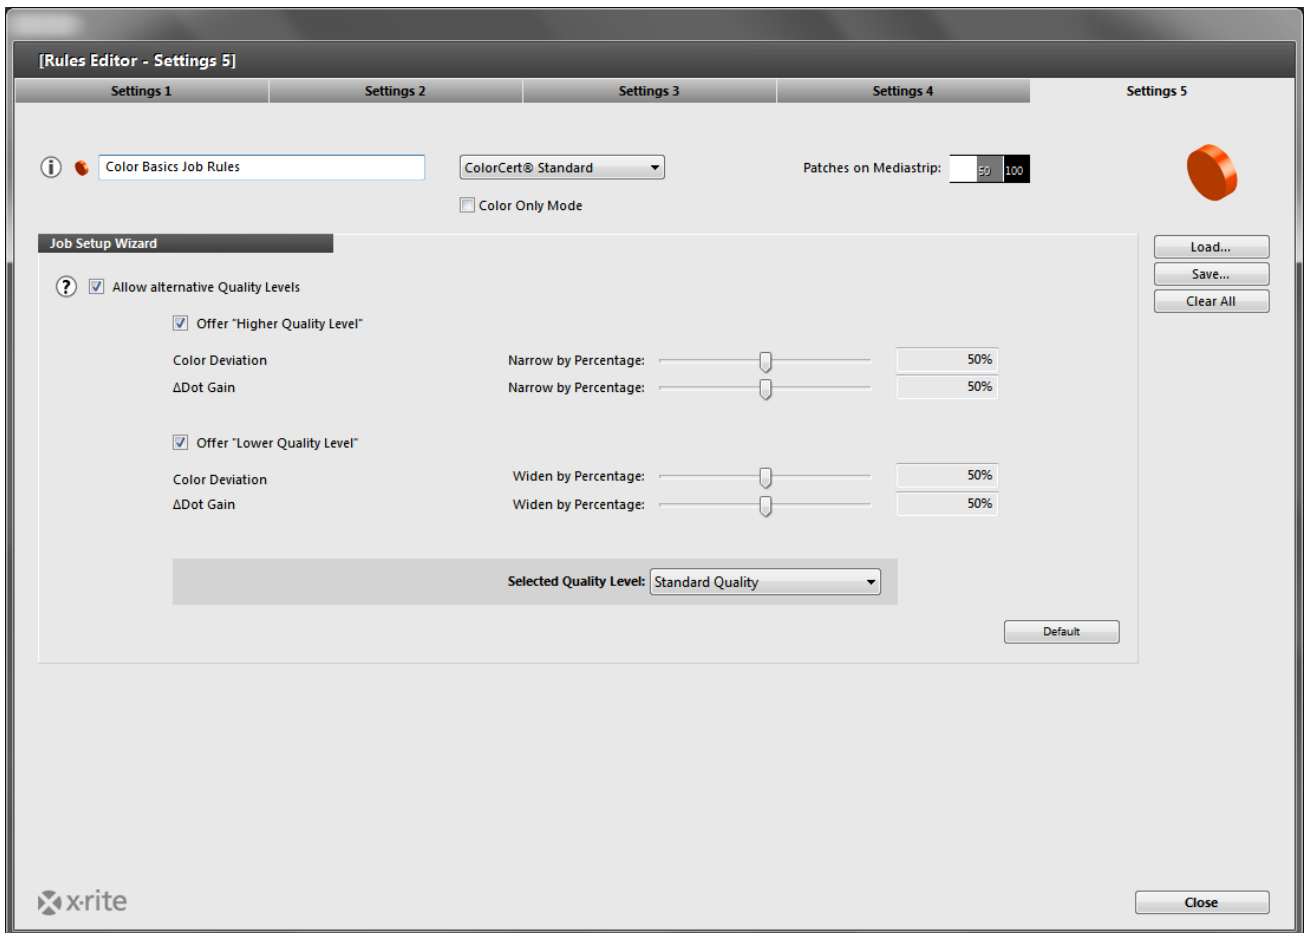 [Rules Editor - Settings 5]
Settings 1 Settings 2 Settings 3 Settings 4 Settings 5
Color Basics Job Rules ColorCert® Standard Patches on Mediastrip: 50 100
Color Only Mode
Job Setup Wizard
Load...
Save...
Clear All
? Allow alternative Quality Levels
Offer "Higher Quality Level"
Color Deviation Narrow by Percentage: 50%
ΔDot Gain Narrow by Percentage: 50%
Offer "Lower Quality Level"
Color Deviation Widen by Percentage: 50%
ΔDot Gain Widen by Percentage: 50%
Selected Quality Level: Standard Quality
Default
x·rite
Close